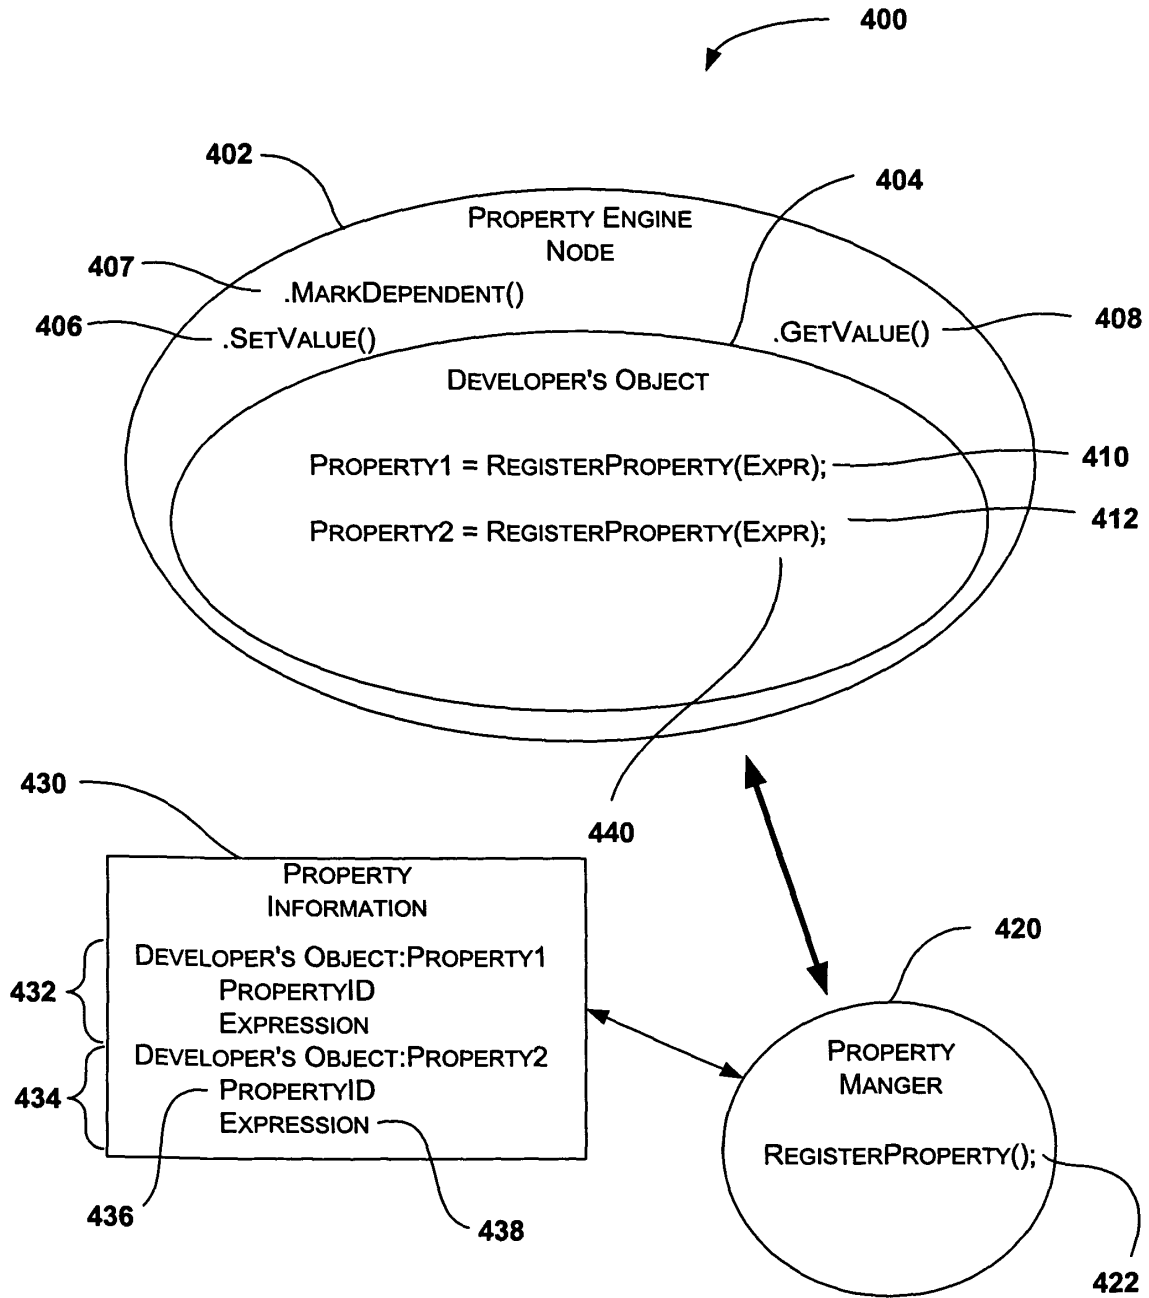 400
402
404
PROPERTY ENGINE
NODE
407
.MARKDEPENDENT()
406
.SETVALUE()
.GETVALUE()
408
DEVELOPER'S OBJECT
PROPERTY1 = REGISTERPROPERTY(EXPR);
410
PROPERTY2 = REGISTERPROPERTY(EXPR);
412
440
430
PROPERTY
INFORMATION
432
DEVELOPER'S OBJECT:PROPERTY1
PROPERTYID
EXPRESSION
434
DEVELOPER'S OBJECT:PROPERTY2
PROPERTYID
EXPRESSION
436
438
420
PROPERTY
MANGER
REGISTERPROPERTY();
422